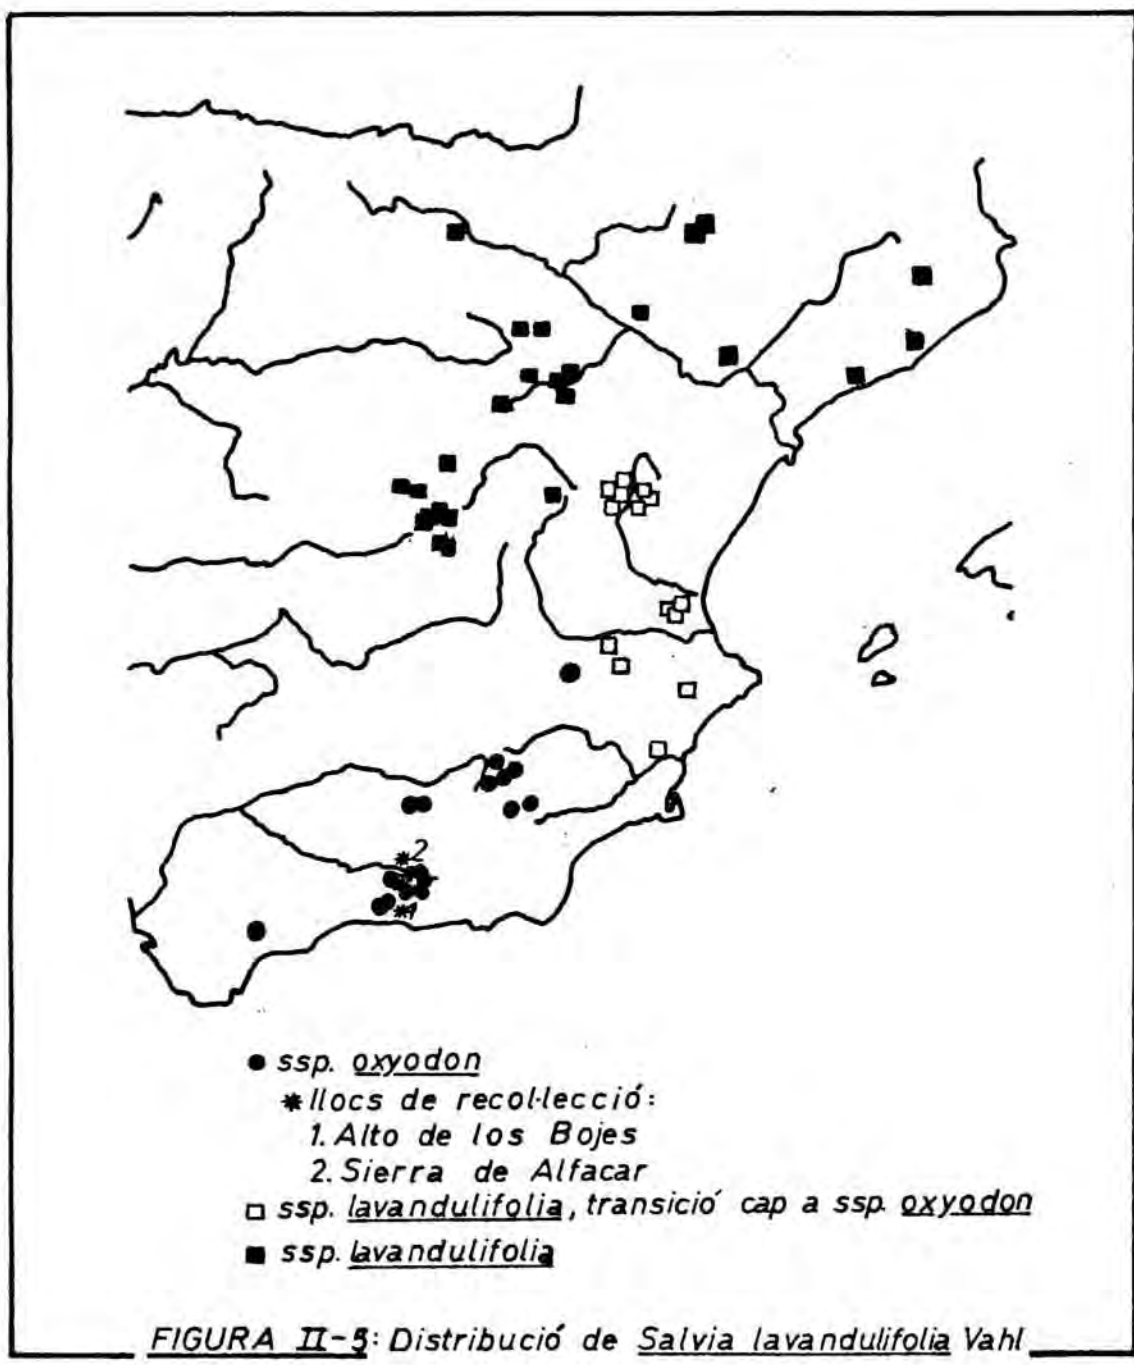 2
1
● ssp. oxyodon
✷ llocs de recol·lecció:
1. Alto de los Bojes
2. Sierra de Alfacar
□ ssp. lavandulifolia, transició cap a ssp. oxyodon
■ ssp. lavandulifolia
FIGURA II-5: Distribució de Salvia lavandulifolia Vahl